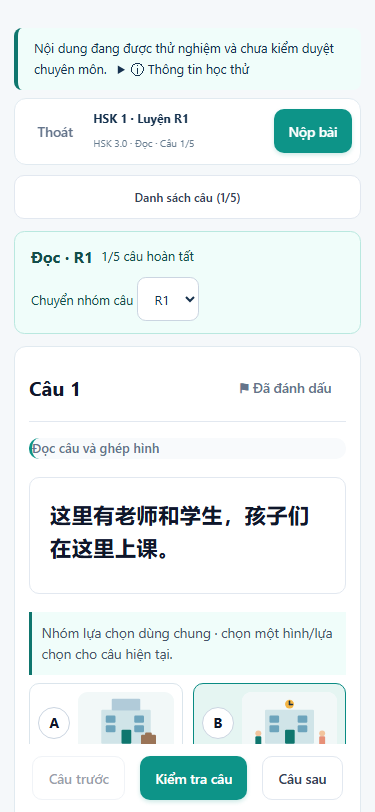 Nội dung đang được thử nghiệm và chưa kiểm duyệt
chuyên môn. ▶ ⓘ Thông tin học thử
Thoát
HSK 1 · Luyện R1
HSK 3.0 · Đọc · Câu 1/5
Nộp bài
Danh sách câu (1/5)
Đọc · R1 1/5 câu hoàn tất
Chuyển nhóm câu R1
Câu 1
⚑ Đã đánh dấu
Đọc câu và ghép hình
这里有老师和学生，孩子们
在这里上课。
Nhóm lựa chọn dùng chung · chọn một hình/lựa
chọn cho câu hiện tại.
A
B
Câu trước
Kiểm tra câu
Câu sau